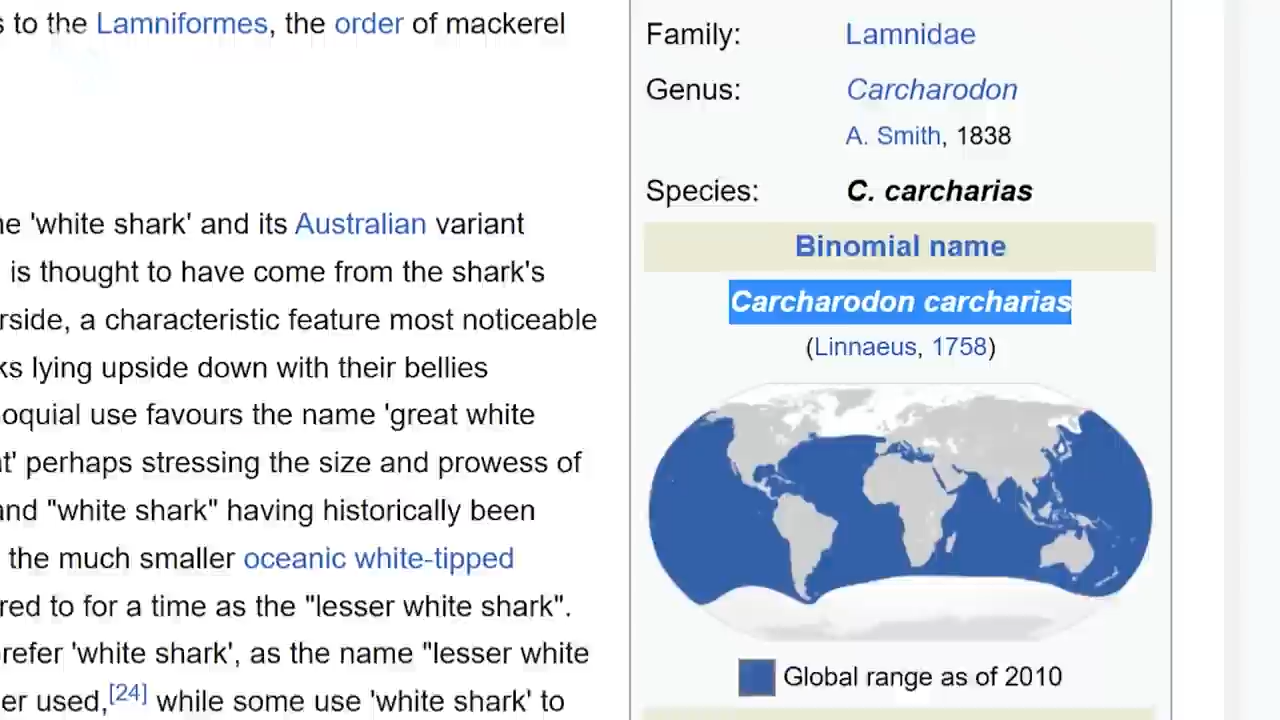 s to the Lamniformes, the order of mackerel
ne 'white shark' and its Australian variant
is thought to have come from the shark's
rside, a characteristic feature most noticeable
ks lying upside down with their bellies
oquial use favours the name 'great white
at' perhaps stressing the size and prowess of
and "white shark" having historically been
the much smaller oceanic white-tipped
red to for a time as the "lesser white shark".
refer 'white shark', as the name "lesser white
er used,[24] while some use 'white shark' to
Family: Lamnidae
Genus: Carcharodon
A. Smith, 1838
Species: C. carcharias
Binomial name
Carcharodon carcharias
(Linnaeus, 1758)
Global range as of 2010